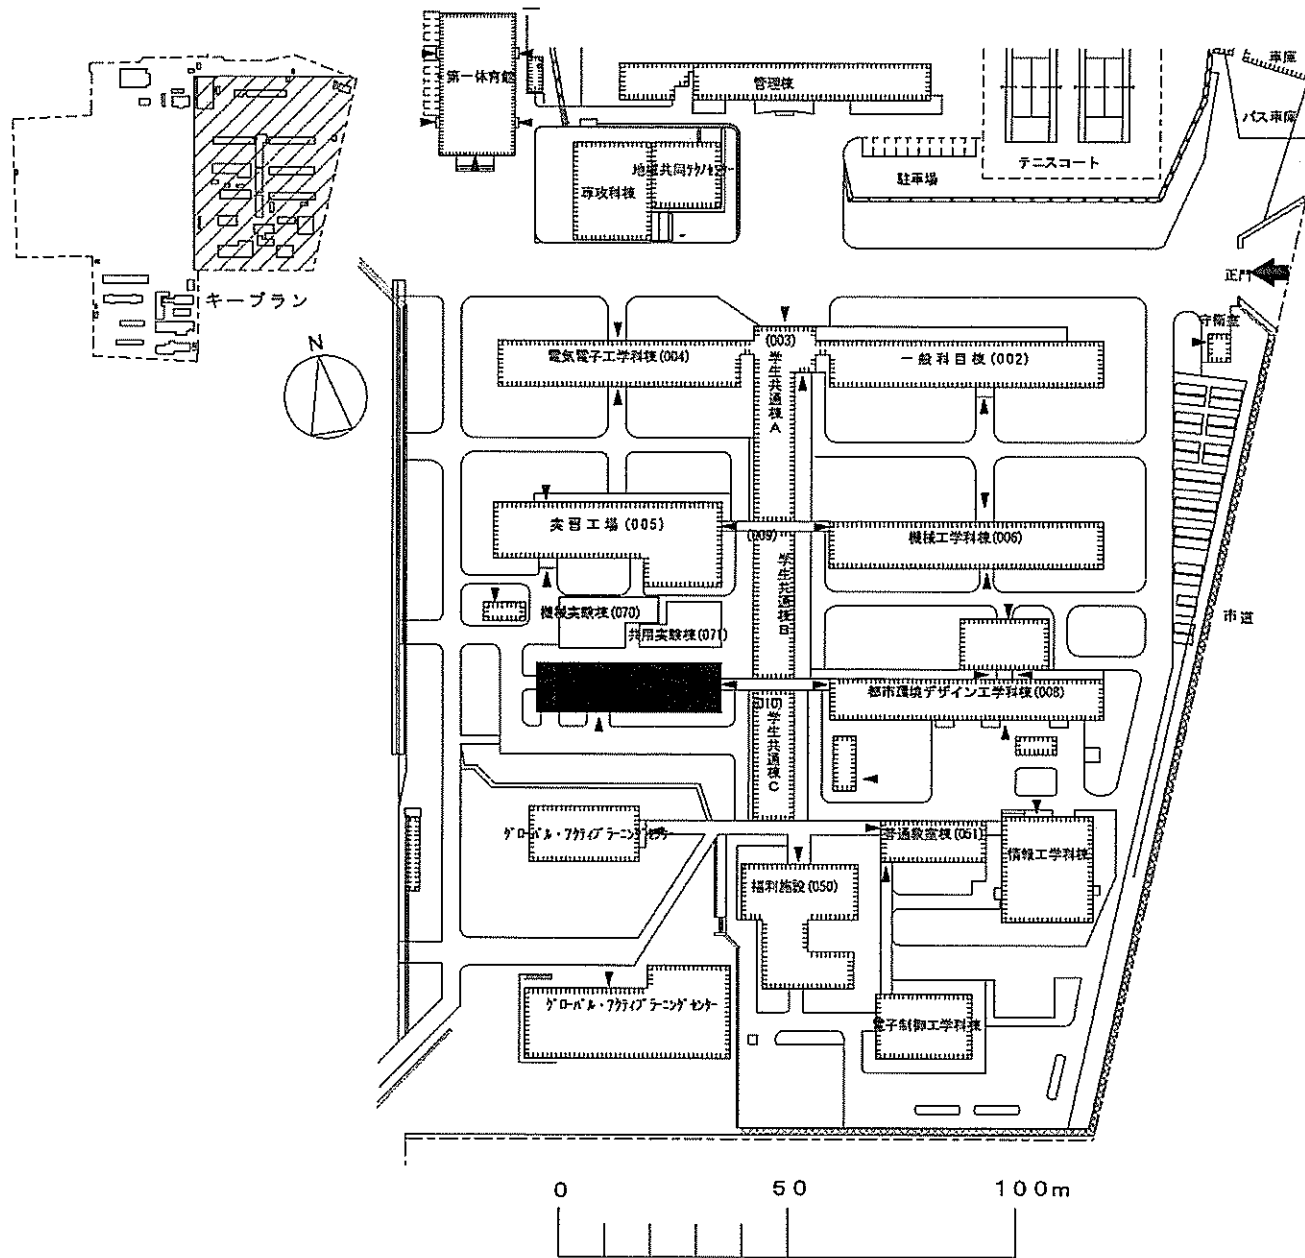 第一体育館
管理棟
車庫
バス車庫
テニスコート
駐車場
地域共同テクノセンター
専攻科棟
正門
キープラン
守衛室
N
電気電子工学科棟(004)
(003)
学生共通棟A
一般科目棟(002)
実習工場(005)
(009)
学生共通棟B
機械工学科棟(006)
機械実験棟(070)
共用実験棟(071)
市道
都市環境デザイン工学科棟(008)
(010)
学生共通棟C
グローバル・アクティブラーニングセンター
普通教室棟(051)
情報工学科棟
福利施設(050)
グローバル・アクティブラーニングセンター
電子制御工学科棟
0 50 100m